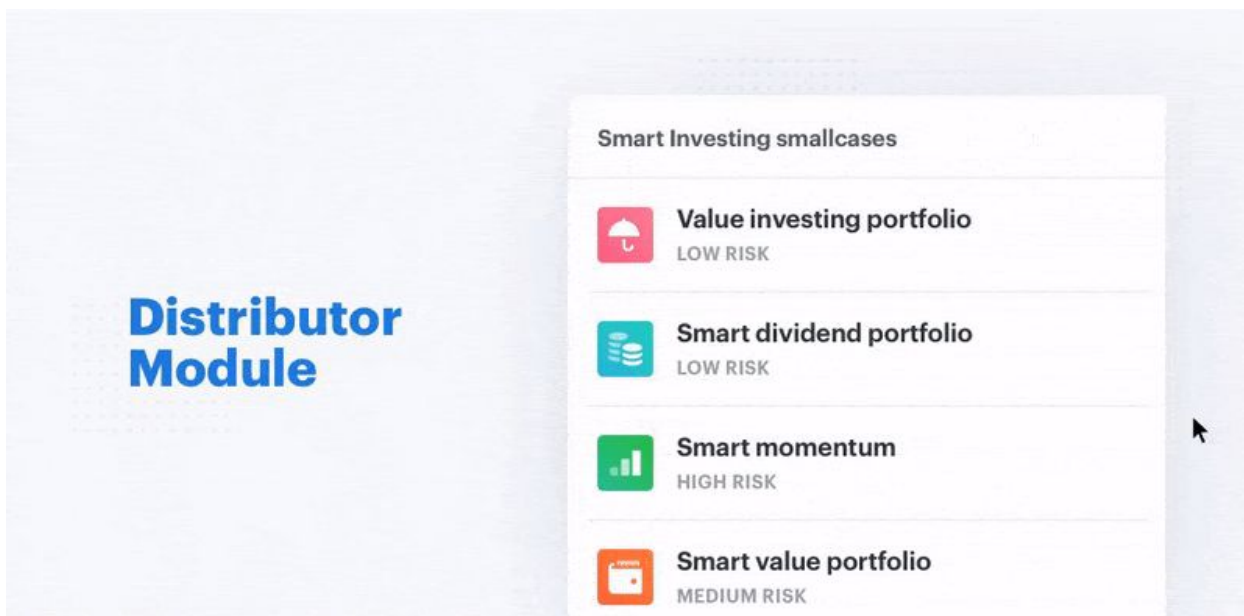 Distributor
Module
Smart Investing smallcases
Value investing portfolio
LOW RISK
Smart dividend portfolio
LOW RISK
Smart momentum
HIGH RISK
Smart value portfolio
MEDIUM RISK